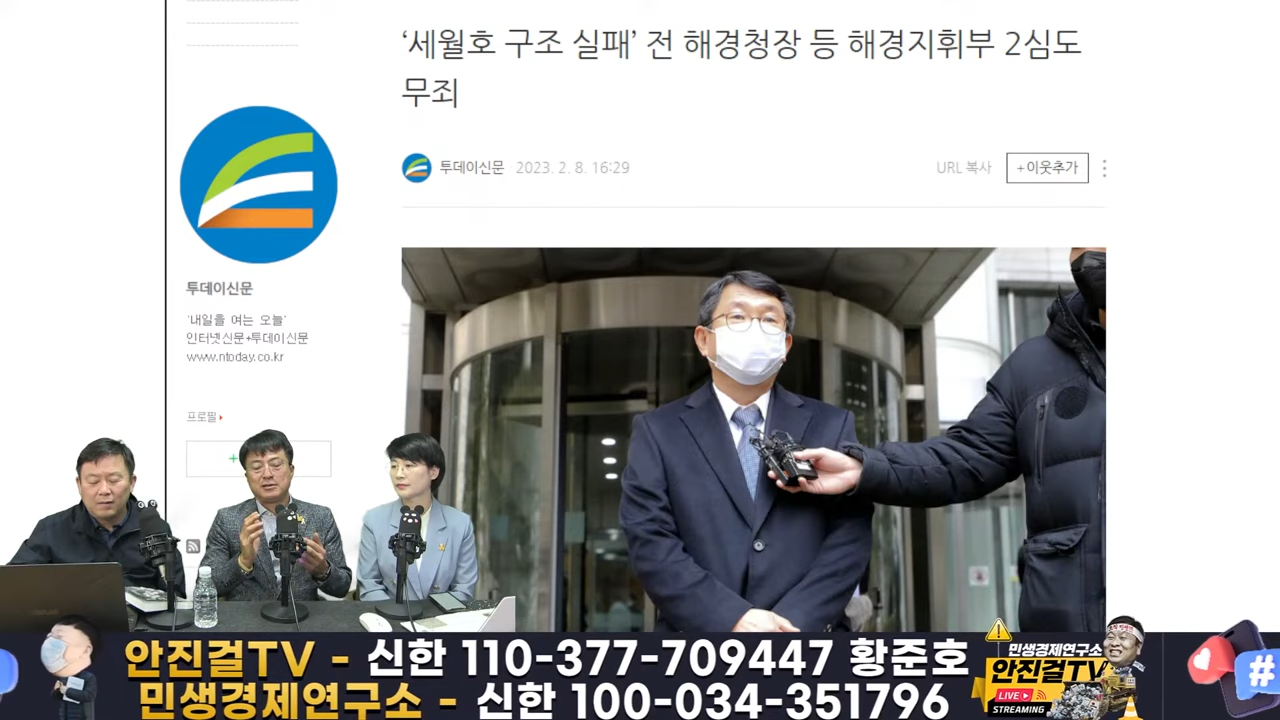 ‘세월호 구조 실패’ 전 해경청장 등 해경지휘부 2심도
무죄
투데이신문 · 2023. 2. 8. 16:29
URL 복사
+이웃추가
투데이신문
'내일을 여는 오늘'
인터넷신문+투데이신문
www.ntoday.co.kr
프로필
+
안진걸TV - 신한 110-377-709447 황준호
민생경제연구소 - 신한 100-034-351796
민생경제연구소
안진걸TV
LIVE
STREAMING
#